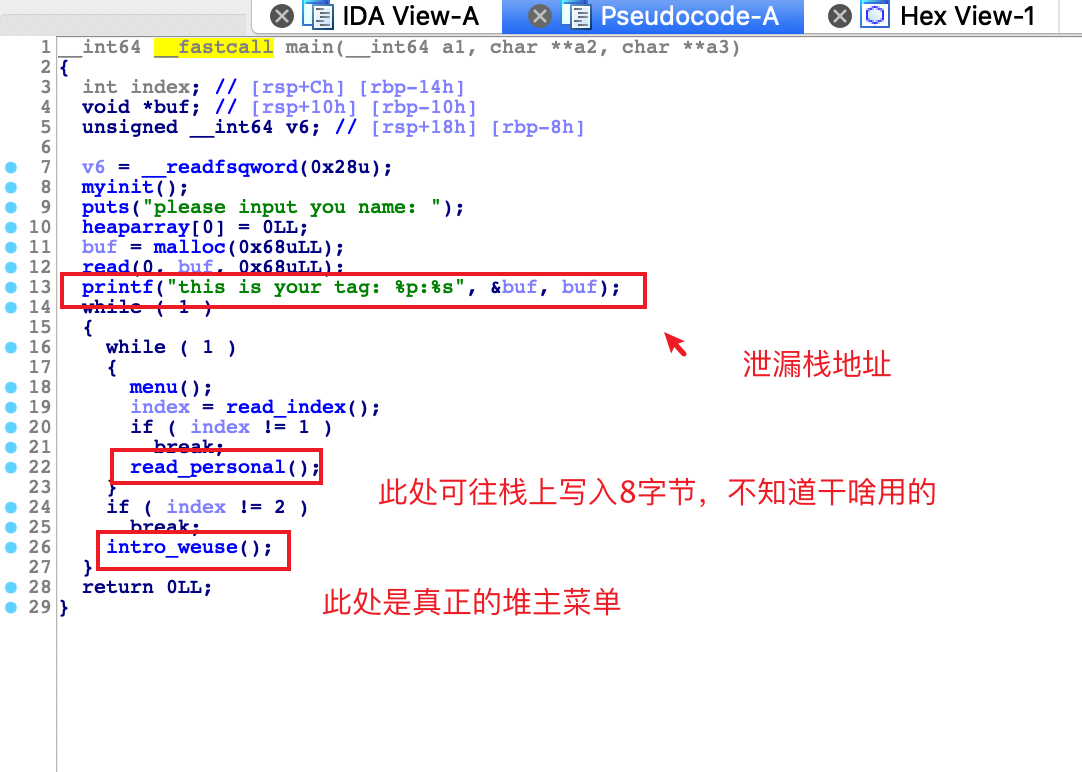 IDA View-A Pseudocode-A Hex View-1
1 __int64 __fastcall main(__int64 a1, char **a2, char **a3)
2 {
3 int index; // [rsp+Ch] [rbp-14h]
4 void *buf; // [rsp+10h] [rbp-10h]
5 unsigned __int64 v6; // [rsp+18h] [rbp-8h]
6
7 v6 = __readfsqword(0x28u);
8 myinit();
9 puts("please input you name: ");
10 heaparray[0] = 0LL;
11 buf = malloc(0x68uLL);
12 read(0, buf, 0x68uLL);
13 printf("this is your tag: %p:%s", &buf, buf);
14 while ( 1 )
15 {
16 while ( 1 )
17 {
泄漏栈地址
18 menu();
19 index = read_index();
20 if ( index != 1 )
21 break;
22 read_personal();
23 }
此处可往栈上写入8字节，不知道干啥用的
24 if ( index != 2 )
25 break;
26 intro_weuse();
27 }
28 return 0LL;
此处是真正的堆主菜单
29 }